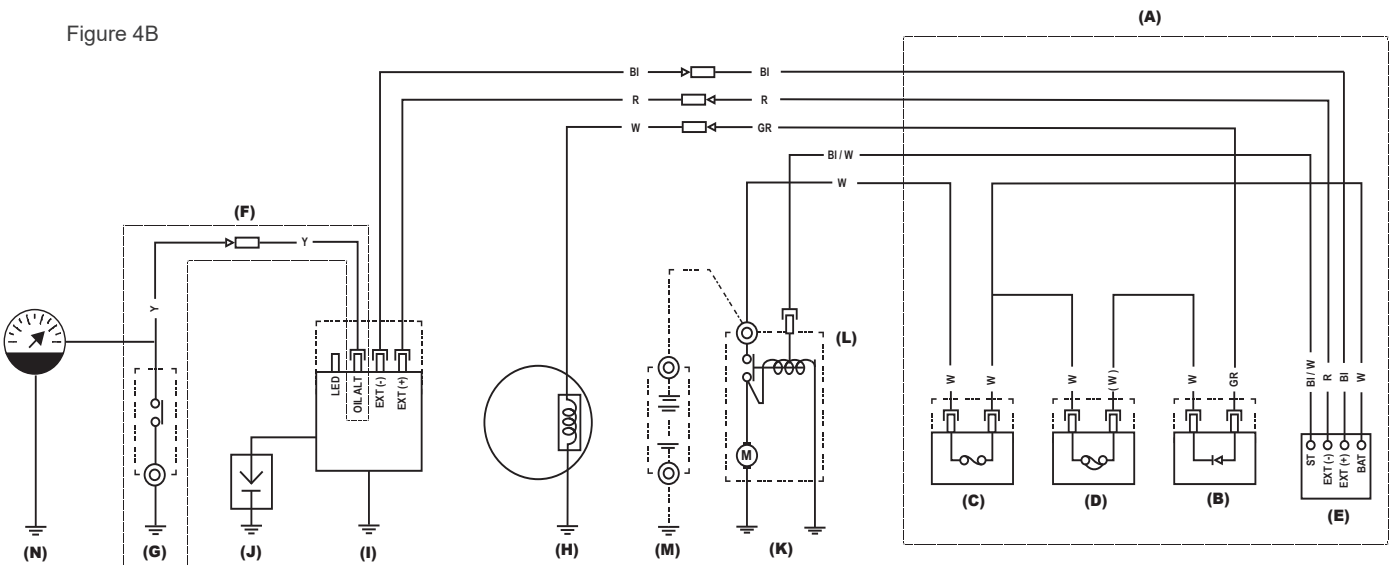 Figure 4B
(A)
Bl Bl
R R
W GR
Bl / W
W
(F)
Y
Y
LED
OIL ALT
EXT (-)
EXT (+)
(L)
M
W
W
W
( W )
W
GR
Bl / W
R
Bl
W
ST
EXT (-)
EXT (+)
BAT
(C)
(D)
(B)
(E)
(N)
(G)
(J)
(I)
(H)
(M)
(K)